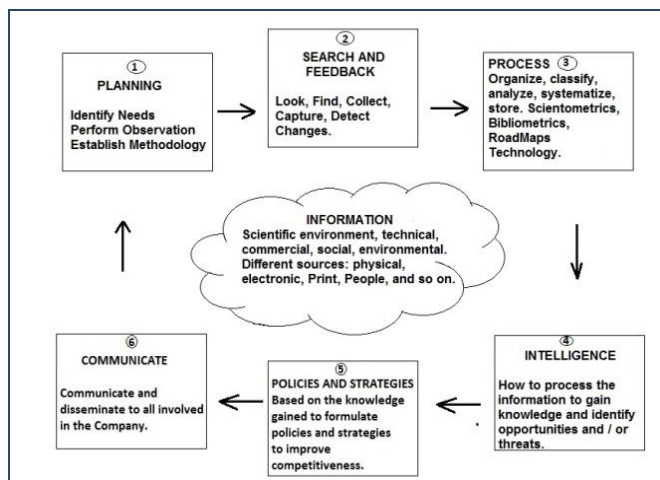 ①
PLANNING
Identify Needs
Perform Observation
Establish Methodology
②
SEARCH AND
FEEDBACK
Look, Find, Collect,
Capture, Detect
Changes.
PROCESS ③
Organize, classify,
analyze, systematize,
store. Scientometrics,
Bibliometrics,
RoadMaps
Technology.
INFORMATION
Scientific environment, technical,
commercial, social, environmental.
Different sources: physical,
electronic, Print, People, and so on.
④
INTELLIGENCE
How to process the
information to gain
knowledge and identify
opportunities and / or
threats.
⑤
POLICIES AND STRATEGIES
Based on the knowledge
gained to formulate
policies and strategies
to improve
competitiveness.
⑥
COMMUNICATE
Communicate and
disseminate to all involved
in the Company.